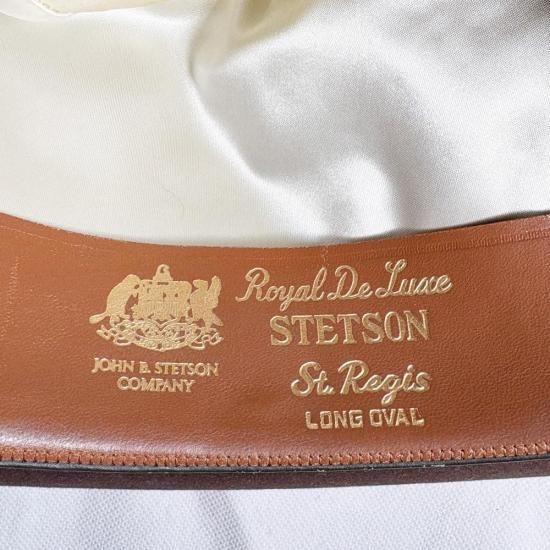 JOHN B. STETSON
COMPANY
Royal De Luxe
STETSON
St. Regis
LONG OVAL